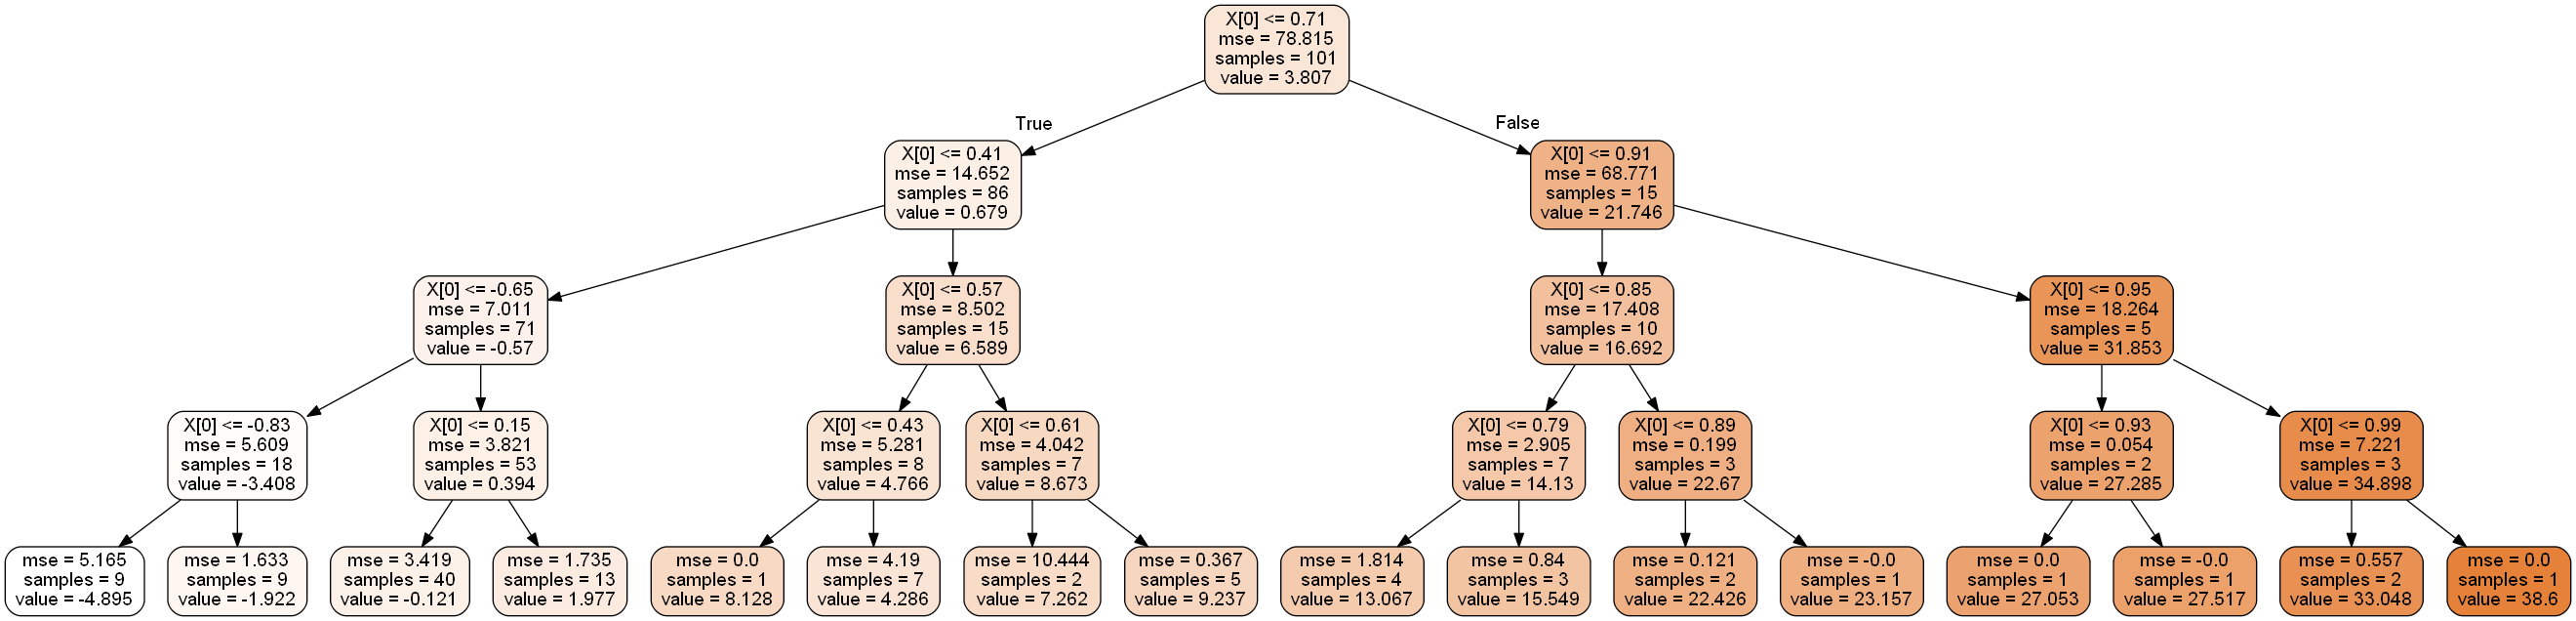 X[0] <= 0.71
mse = 78.815
samples = 101
value = 3.807
True
False
X[0] <= 0.41
mse = 14.652
samples = 86
value = 0.679
X[0] <= 0.91
mse = 68.771
samples = 15
value = 21.746
X[0] <= -0.65
mse = 7.011
samples = 71
value = -0.57
X[0] <= 0.57
mse = 8.502
samples = 15
value = 6.589
X[0] <= 0.85
mse = 17.408
samples = 10
value = 16.692
X[0] <= 0.95
mse = 18.264
samples = 5
value = 31.853
X[0] <= -0.83
mse = 5.609
samples = 18
value = -3.408
X[0] <= 0.15
mse = 3.821
samples = 53
value = 0.394
X[0] <= 0.43
mse = 5.281
samples = 8
value = 4.766
X[0] <= 0.61
mse = 4.042
samples = 7
value = 8.673
X[0] <= 0.79
mse = 2.905
samples = 7
value = 14.13
X[0] <= 0.89
mse = 0.199
samples = 3
value = 22.67
X[0] <= 0.93
mse = 0.054
samples = 2
value = 27.285
X[0] <= 0.99
mse = 7.221
samples = 3
value = 34.898
mse = 5.165
samples = 9
value = -4.895
mse = 1.633
samples = 9
value = -1.922
mse = 3.419
samples = 40
value = -0.121
mse = 1.735
samples = 13
value = 1.977
mse = 0.0
samples = 1
value = 8.128
mse = 4.19
samples = 7
value = 4.286
mse = 10.444
samples = 2
value = 7.262
mse = 0.367
samples = 5
value = 9.237
mse = 1.814
samples = 4
value = 13.067
mse = 0.84
samples = 3
value = 15.549
mse = 0.121
samples = 2
value = 22.426
mse = -0.0
samples = 1
value = 23.157
mse = 0.0
samples = 1
value = 27.053
mse = -0.0
samples = 1
value = 27.517
mse = 0.557
samples = 2
value = 33.048
mse = 0.0
samples = 1
value = 38.6